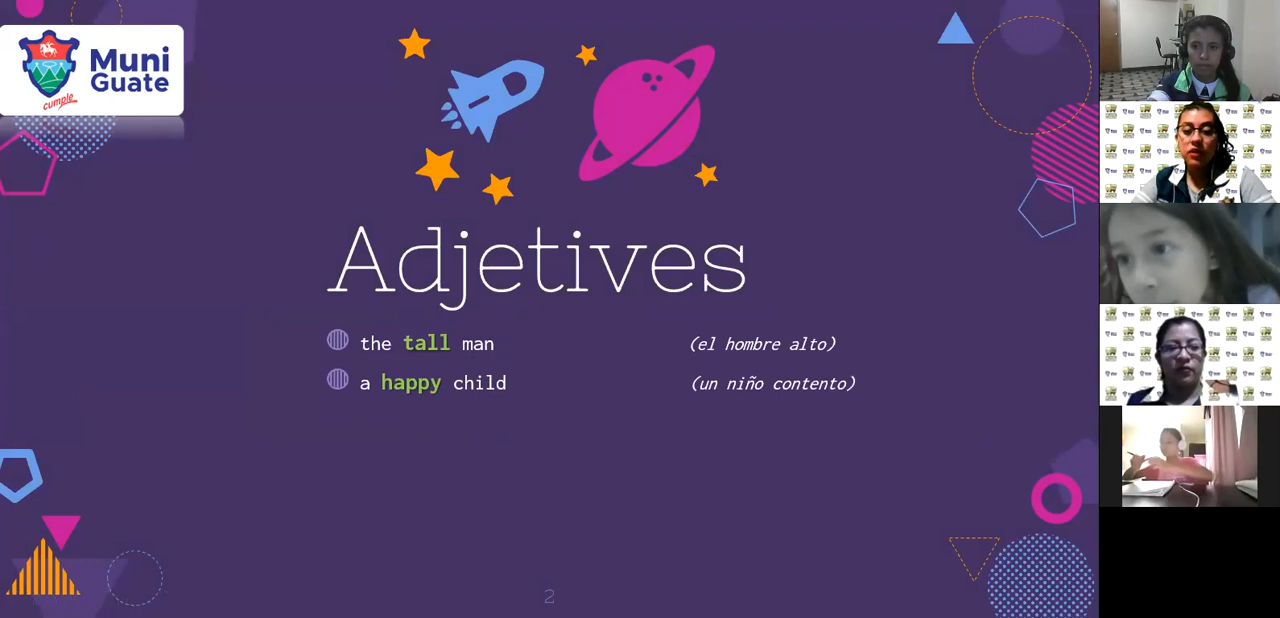 Muni
Guate
cumple
Adjetives
the tall man (el hombre alto)
a happy child (un niño contento)
2